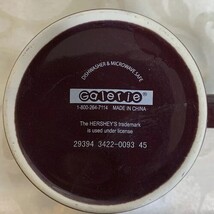 DISHWASHER & MICROWAVE SAFE
Galerie®
1-800-264-7114
MADE IN CHINA
The HERSHEY'S trademark
is used under license
29394 3422-0093 45